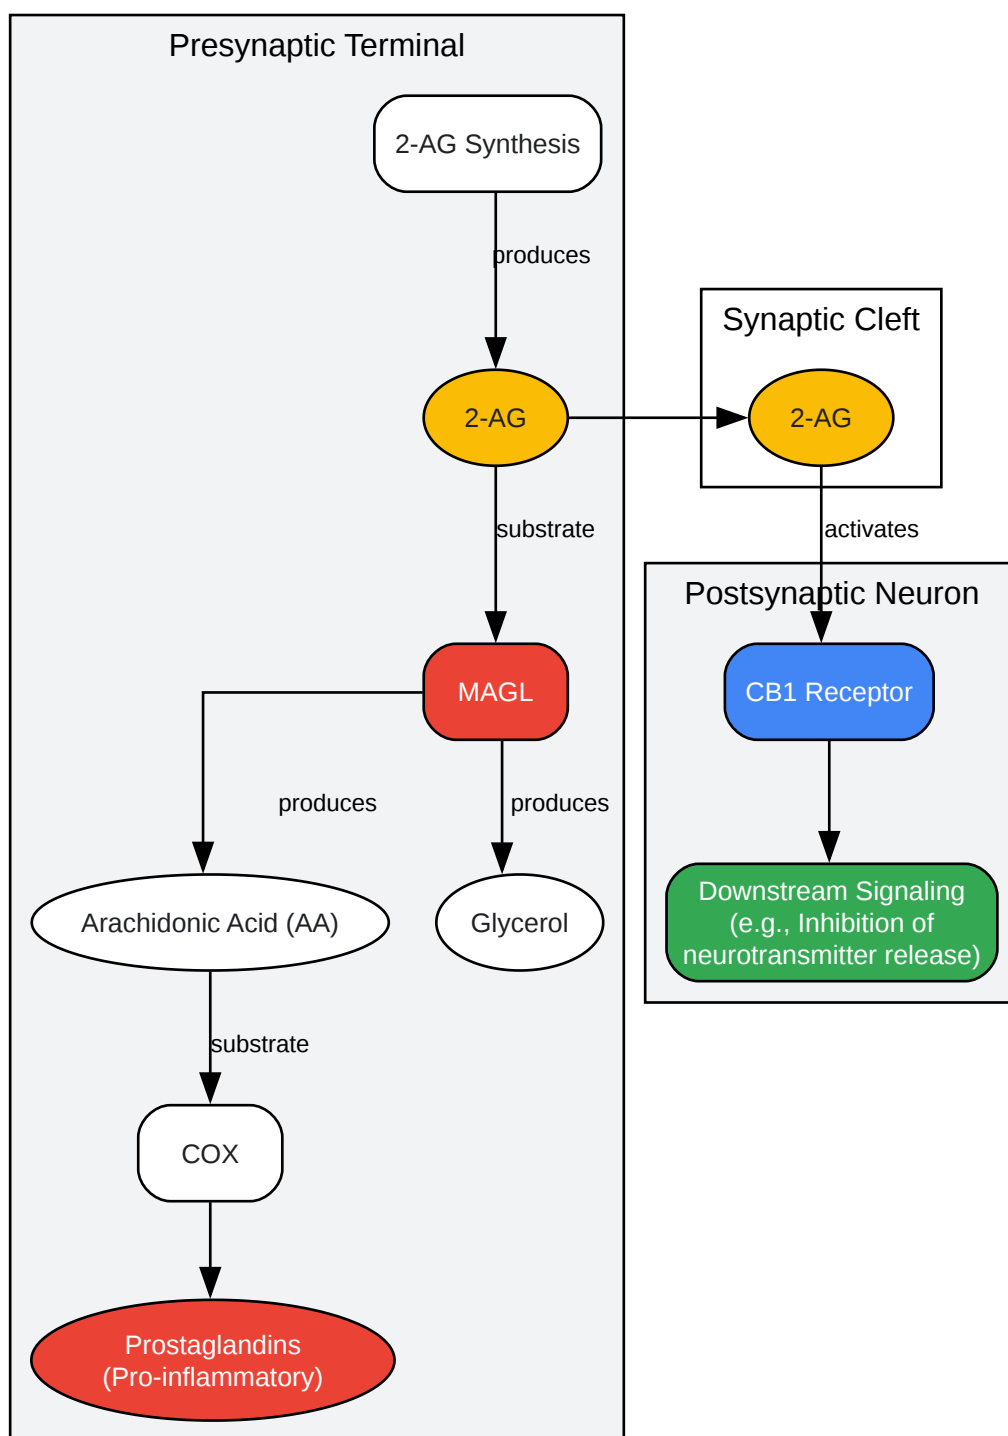 Presynaptic Terminal
2-AG Synthesis
produces
Synaptic Cleft
2-AG
2-AG
substrate
activates
Postsynaptic Neuron
MAGL
CB1 Receptor
produces
produces
Arachidonic Acid (AA)
Glycerol
Downstream Signaling
(e.g., Inhibition of
neurotransmitter release)
substrate
COX
Prostaglandins
(Pro-inflammatory)